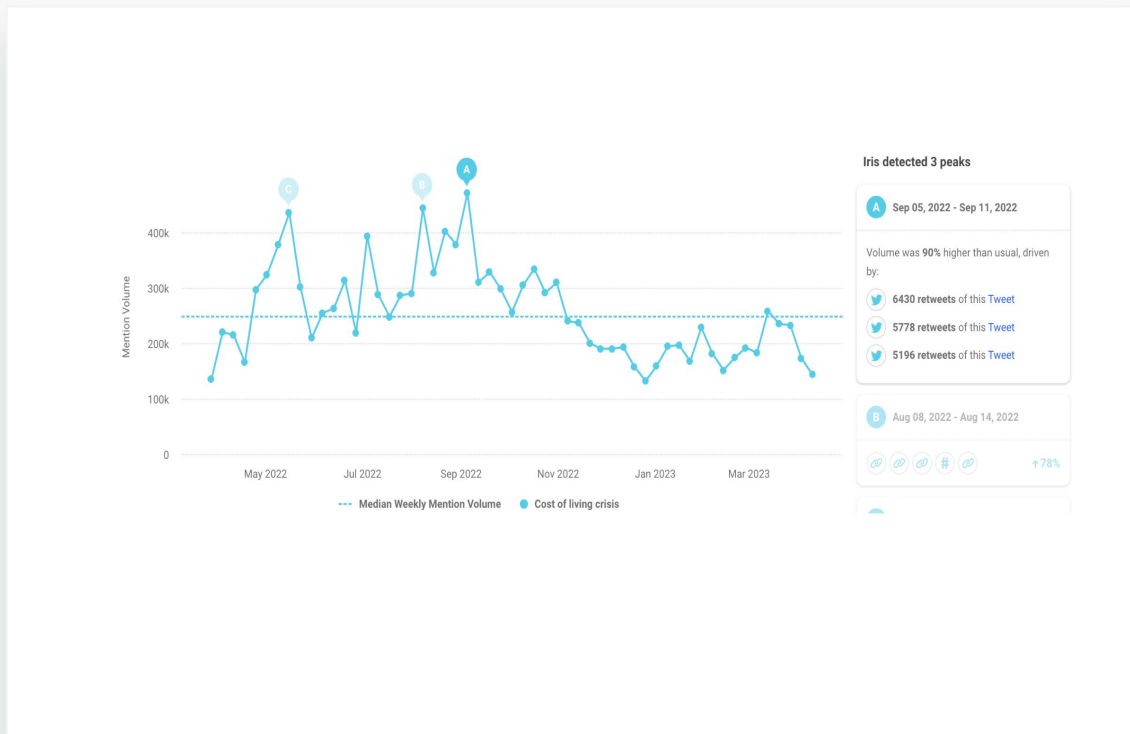 Iris detected 3 peaks
A
B
C
A Sep 05, 2022 - Sep 11, 2022
Volume was 90% higher than usual, driven
by:
6430 retweets of this Tweet
5778 retweets of this Tweet
5196 retweets of this Tweet
B Aug 08, 2022 - Aug 14, 2022
# ↑78%
Mention Volume
400k
300k
200k
100k
0
May 2022 Jul 2022 Sep 2022 Nov 2022 Jan 2023 Mar 2023
Median Weekly Mention Volume Cost of living crisis